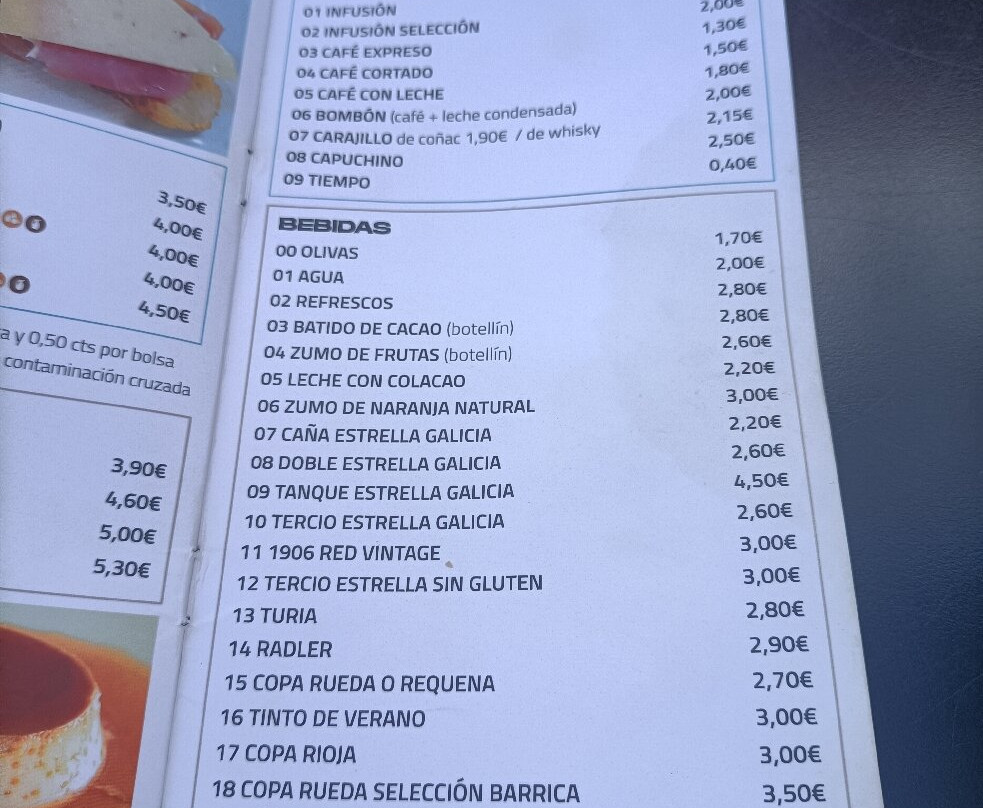 3,50€
4,00€
4,00€
4,00€
4,50€
y 0,50 cts por bolsa
contaminación cruzada
3,90€
4,60€
5,00€
5,30€
01 INFUSIÓN
02 INFUSIÓN SELECCIÓN 2,00€
03 CAFÉ EXPRESO 1,30€
04 CAFÉ CORTADO 1,50€
05 CAFÉ CON LECHE 1,80€
06 BOMBÓN (café + leche condensada) 2,00€
07 CARAJILLO de coñac 1,90€ / de whisky 2,15€
08 CAPUCHINO 2,50€
09 TIEMPO 0,40€
BEBIDAS
00 OLIVAS 1,70€
01 AGUA 2,00€
02 REFRESCOS 2,80€
03 BATIDO DE CACAO (botellín) 2,80€
04 ZUMO DE FRUTAS (botellín) 2,60€
05 LECHE CON COLACAO 2,20€
06 ZUMO DE NARANJA NATURAL 3,00€
07 CAÑA ESTRELLA GALICIA 2,20€
08 DOBLE ESTRELLA GALICIA 2,60€
09 TANQUE ESTRELLA GALICIA 4,50€
10 TERCIO ESTRELLA GALICIA 2,60€
11 1906 RED VINTAGE 3,00€
12 TERCIO ESTRELLA SIN GLUTEN 3,00€
13 TURIA 2,80€
14 RADLER 2,90€
15 COPA RUEDA O REQUENA 2,70€
16 TINTO DE VERANO 3,00€
17 COPA RIOJA 3,00€
18 COPA RUEDA SELECCIÓN BARRICA 3,50€